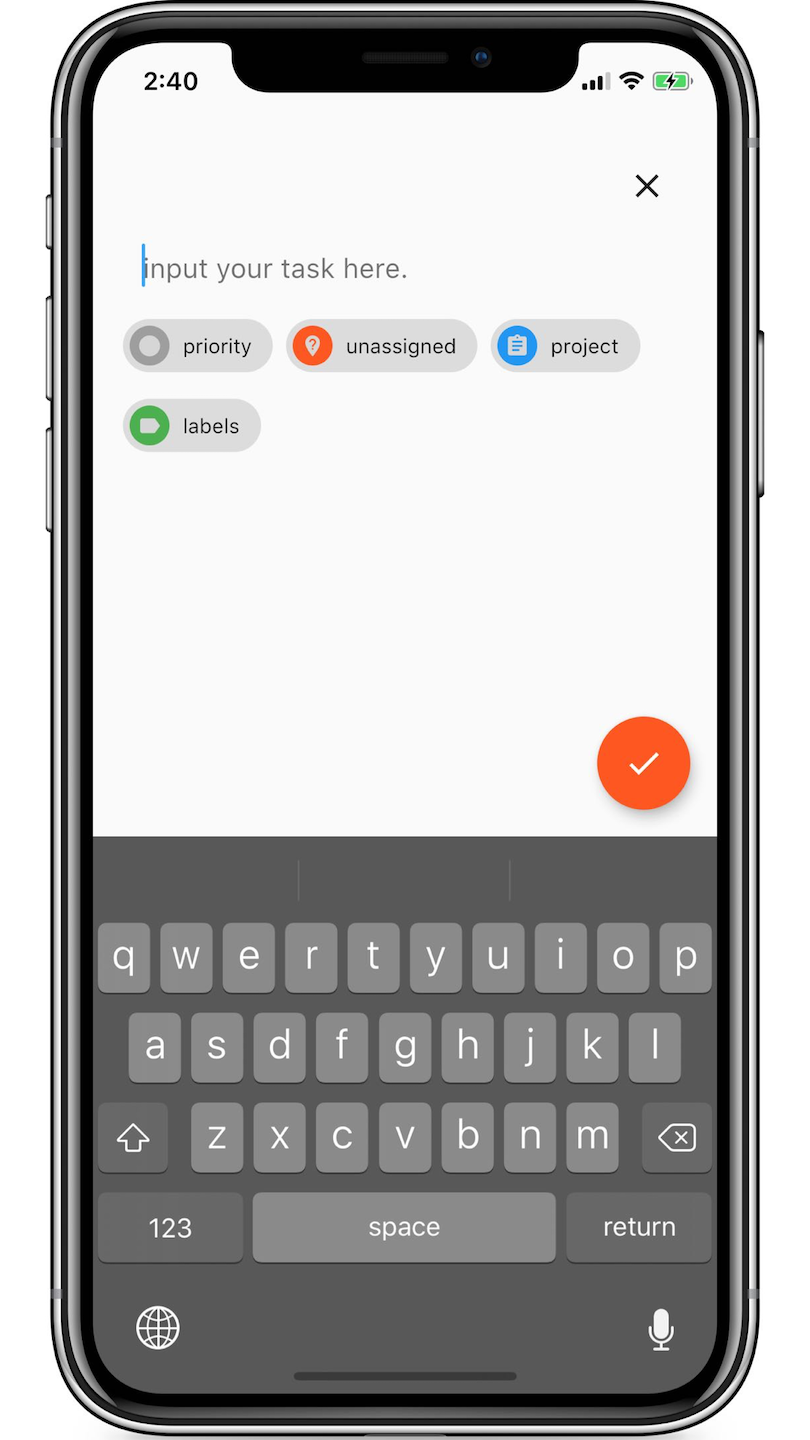 2:40
input your task here.
priority unassigned project
labels
q w e r t y u i o p
a s d f g h j k l
z x c v b n m
123 space return